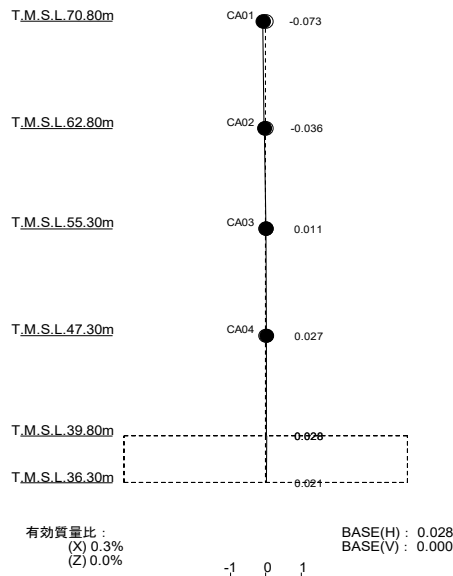 T.M.S.L.70.80m CA01 -0.073
T.M.S.L.62.80m CA02 -0.036
T.M.S.L.55.30m CA03 0.011
T.M.S.L.47.30m CA04 0.027
T.M.S.L.39.80m 0.028
T.M.S.L.36.30m 0.021
有効質量比 :
(X) 0.3%
(Z) 0.0%
BASE(H) : 0.028
BASE(V) : 0.000
-1 0 1